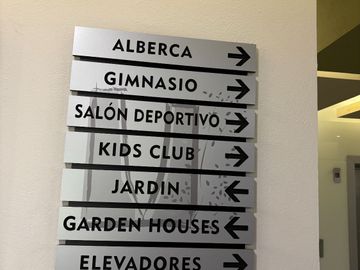 ALBERCA →
GIMNASIO →
SALÓN DEPORTIVO →
KIDS CLUB →
JARDIN ←
GARDEN HOUSES ←
ELEVADORES →